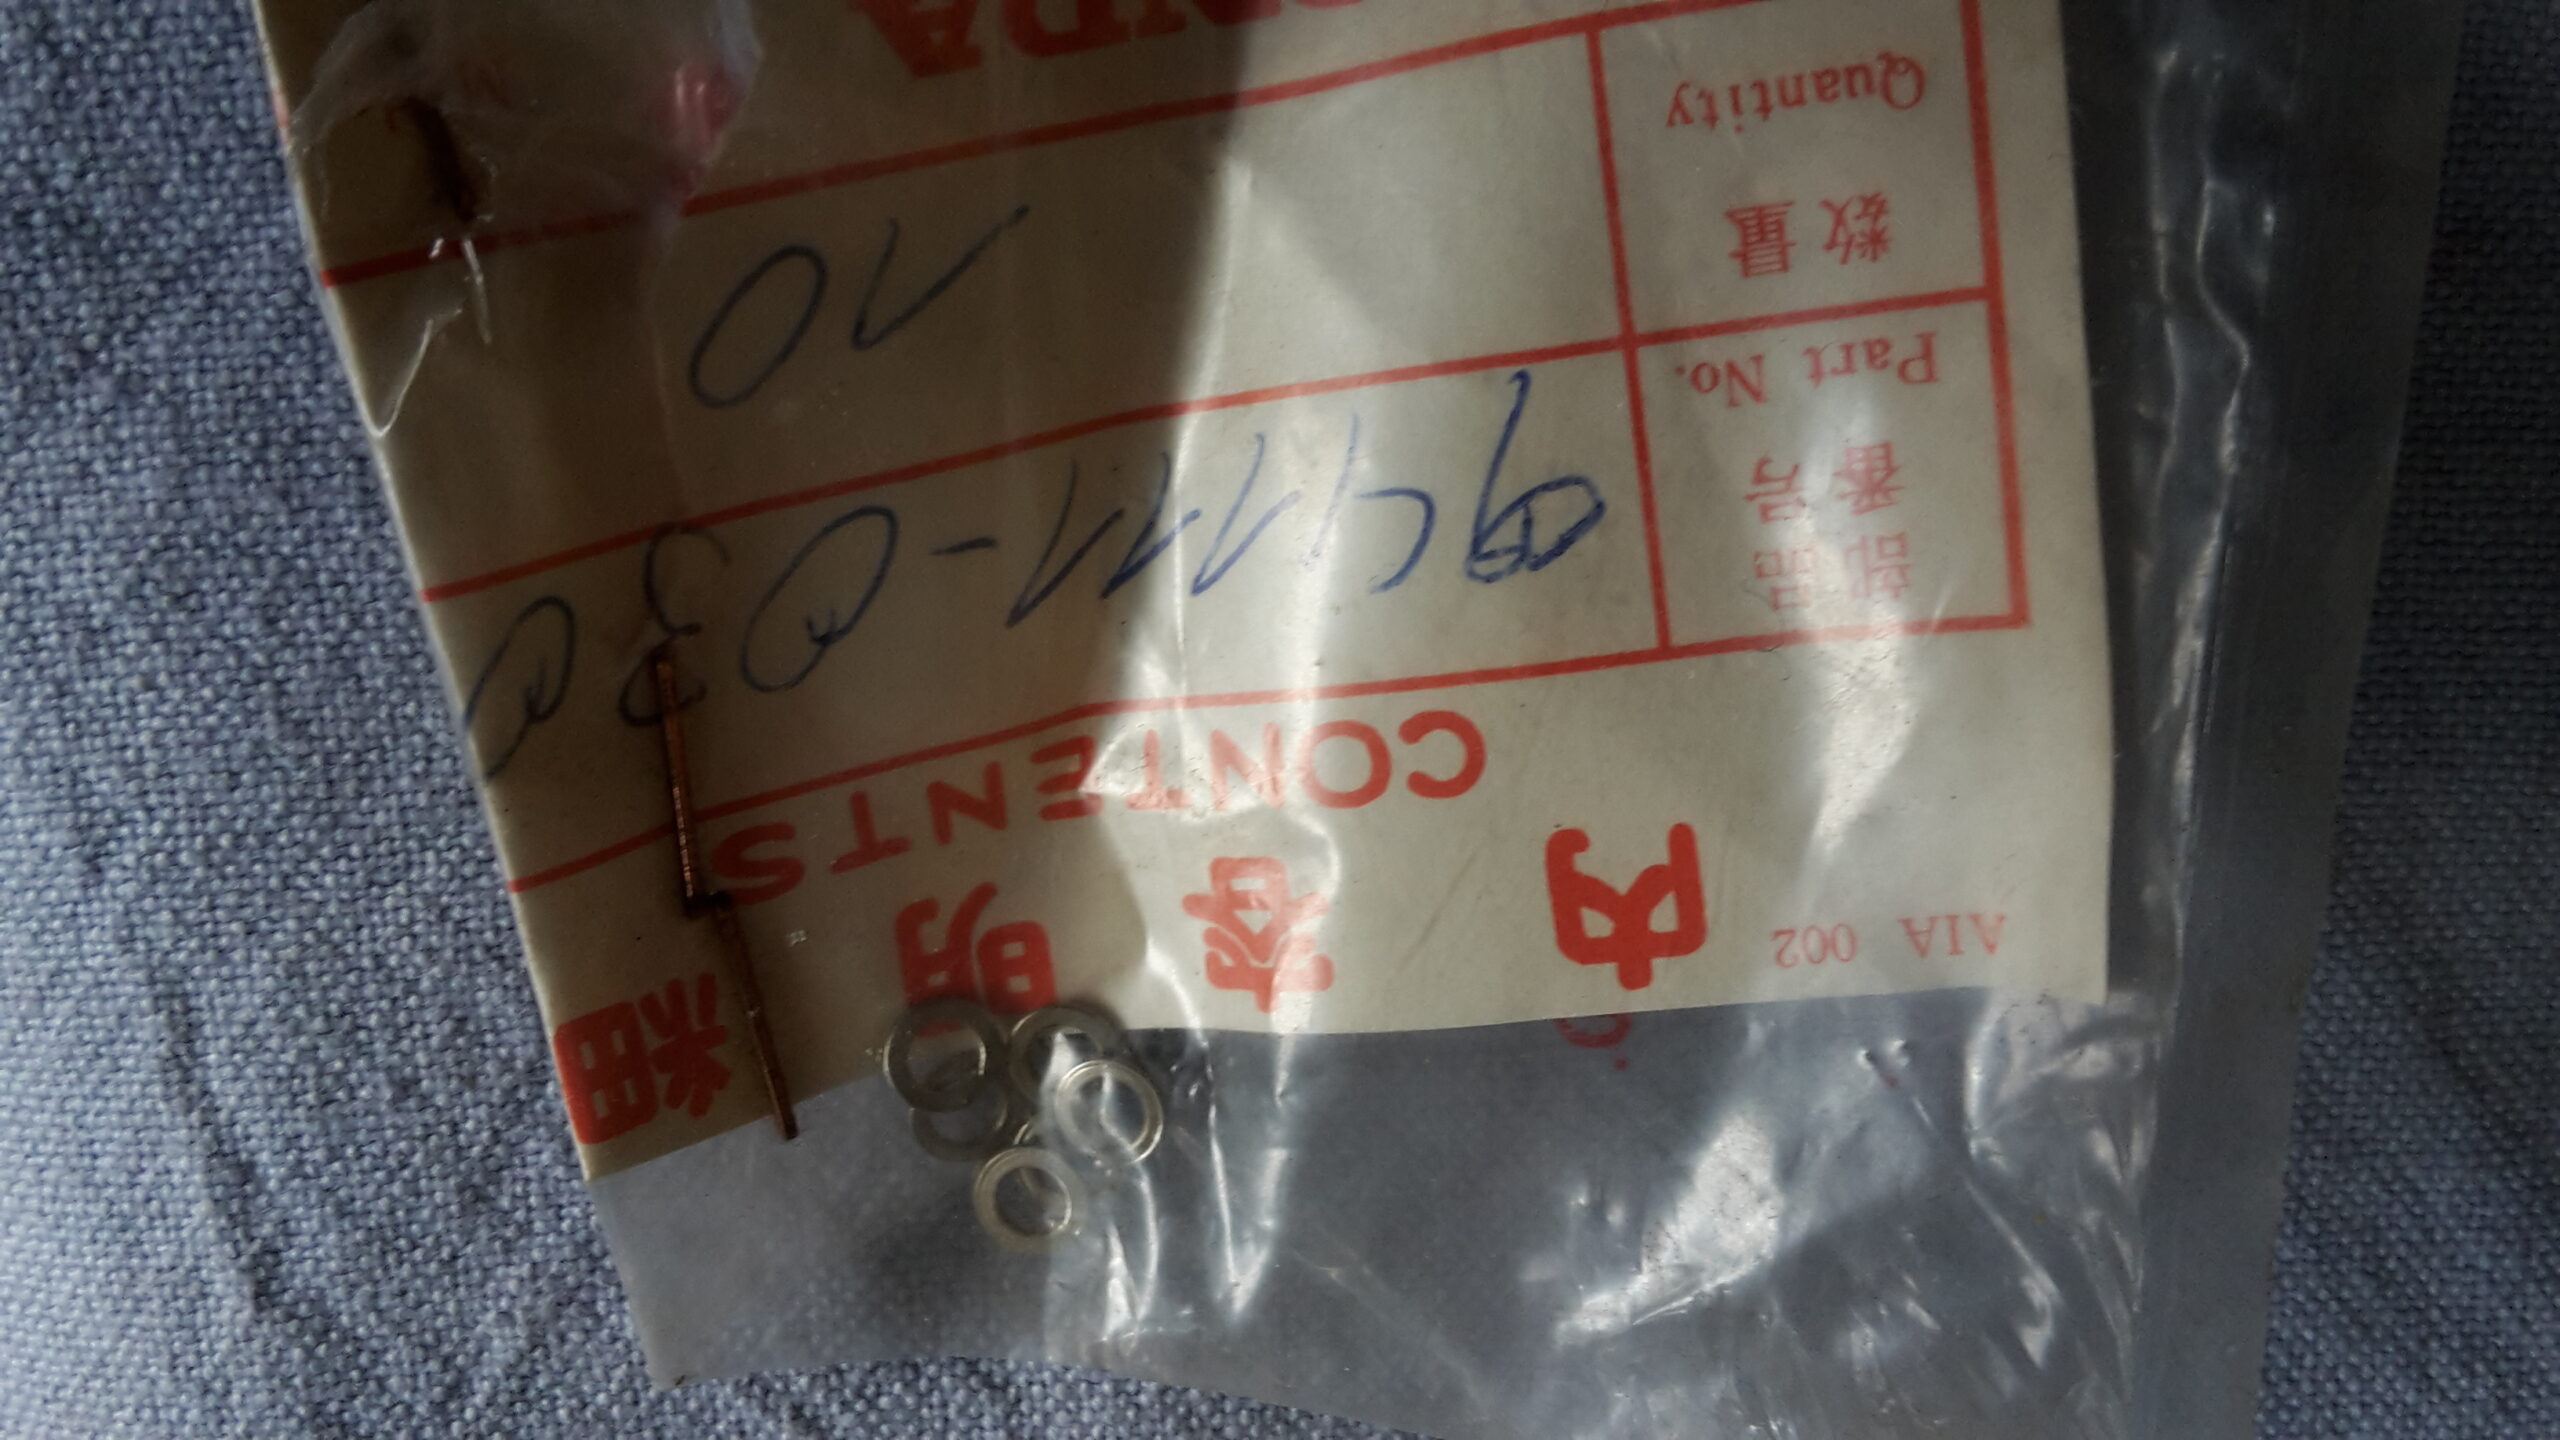 AIA 002
内容明細
CONTENTS
部品
番号
Part No.
94111-030
数量
Quantity
10